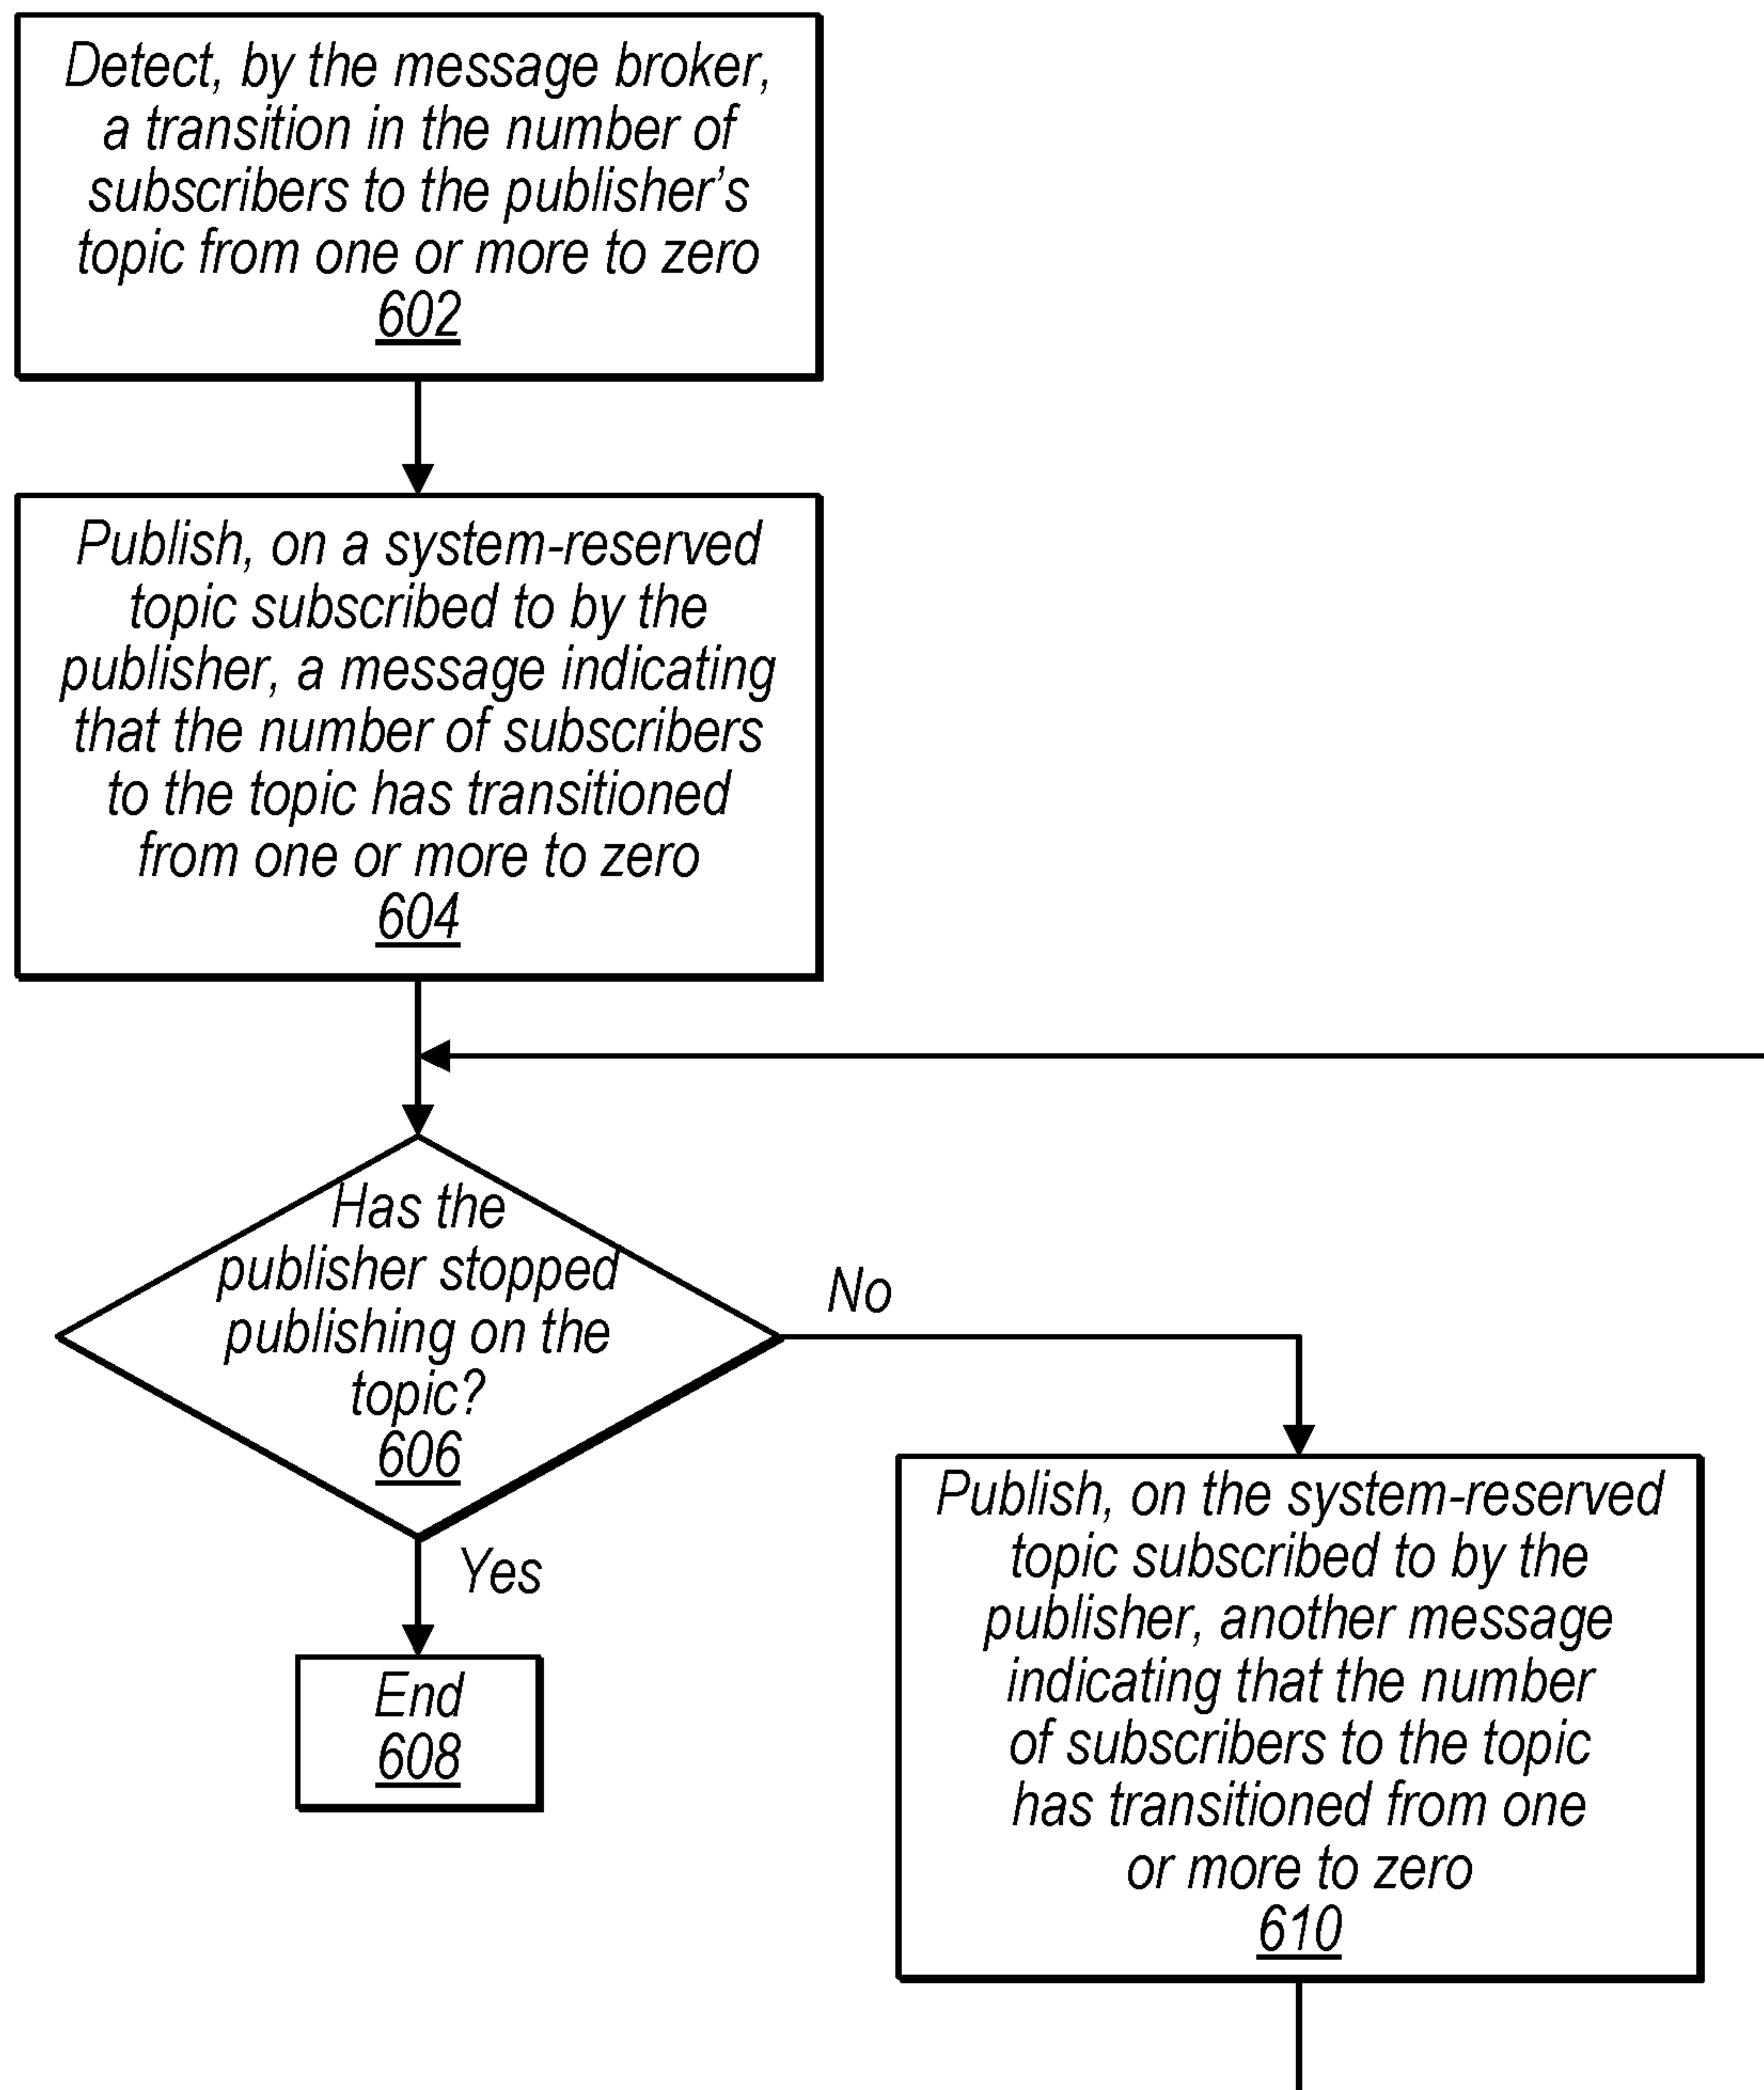 Detect, by the message broker,
a transition in the number of
subscribers to the publisher’s
topic from one or more to zero
602
Publish, on a system-reserved
topic subscribed to by the
publisher, a message indicating
that the number of subscribers
to the topic has transitioned
from one or more to zero
604
Has the
publisher stopped
publishing on the
topic?
606
No
Yes
End
608
Publish, on the system-reserved
topic subscribed to by the
publisher, another message
indicating that the number
of subscribers to the topic
has transitioned from one
or more to zero
610